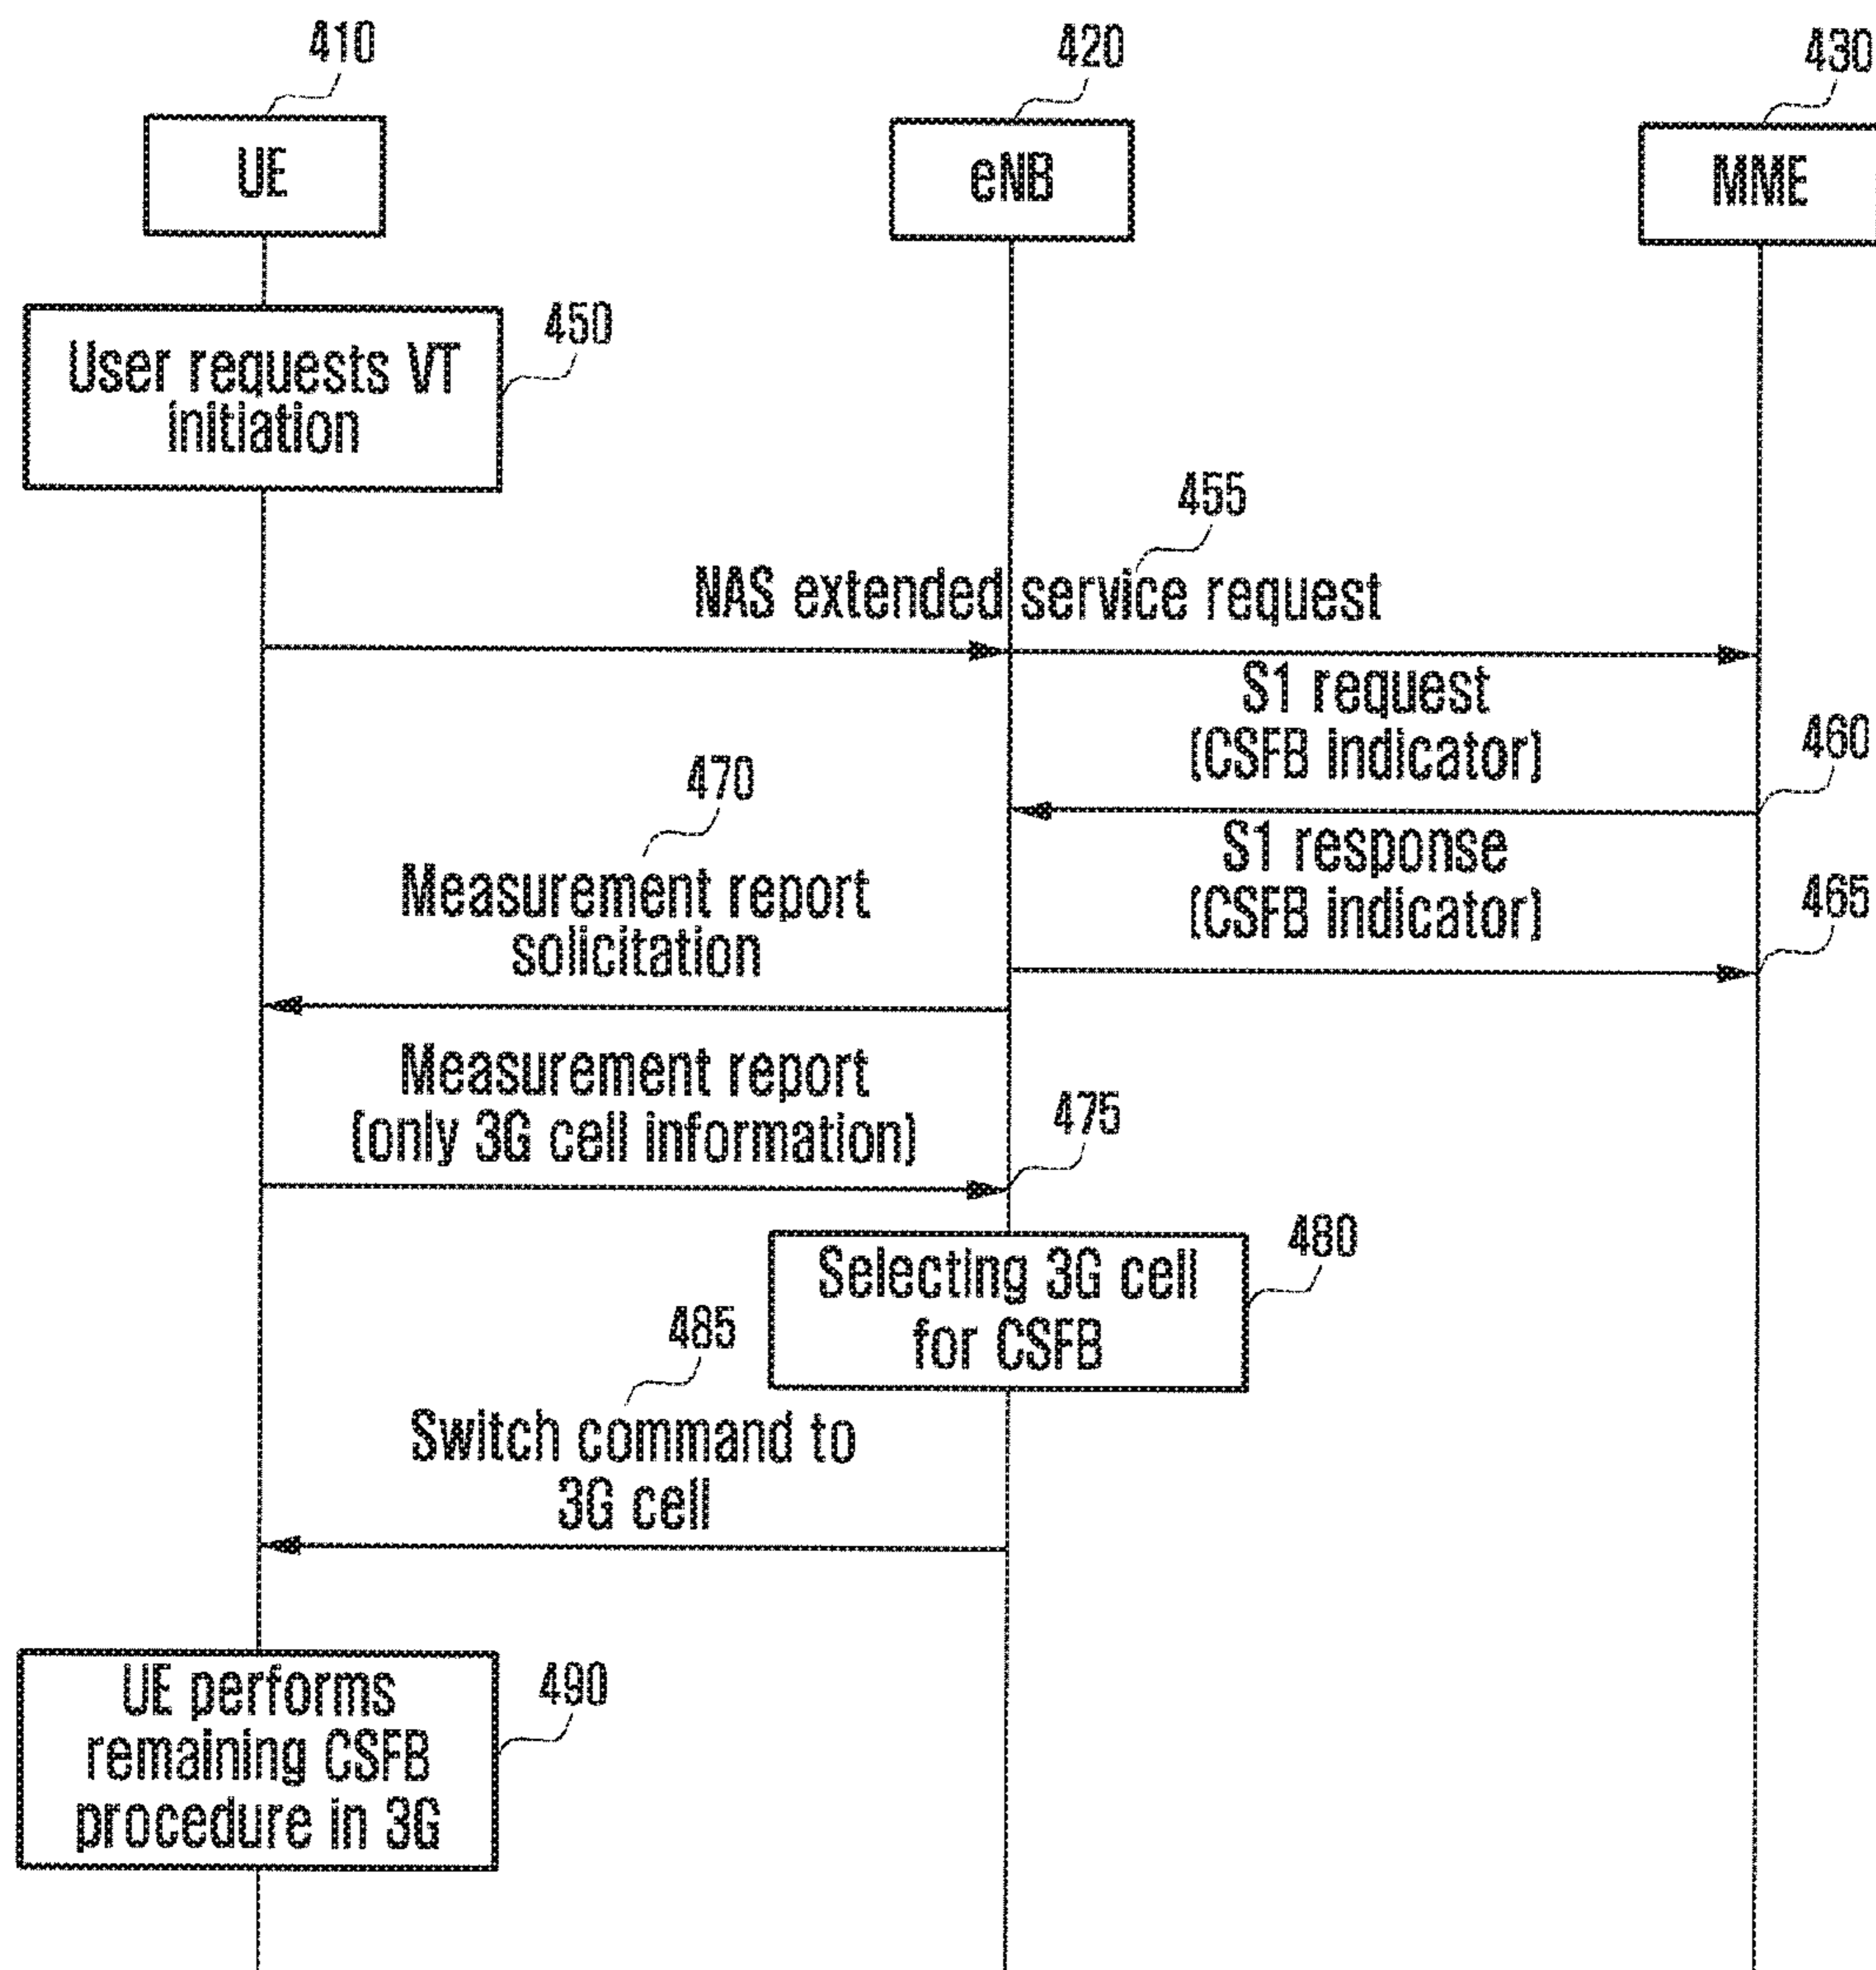 410
420
430
UE
eNB
MME
450
User requests VT
initiation
455
NAS extended service request
S1 request
(CSFB indicator)
460
470
Measurement report
solicitation
S1 response
(CSFB indicator)
465
Measurement report
(only 3G cell information)
475
Selecting 3G cell
for CSFB
480
485
Switch command to
3G cell
UE performs
remaining CSFB
procedure in 3G
490